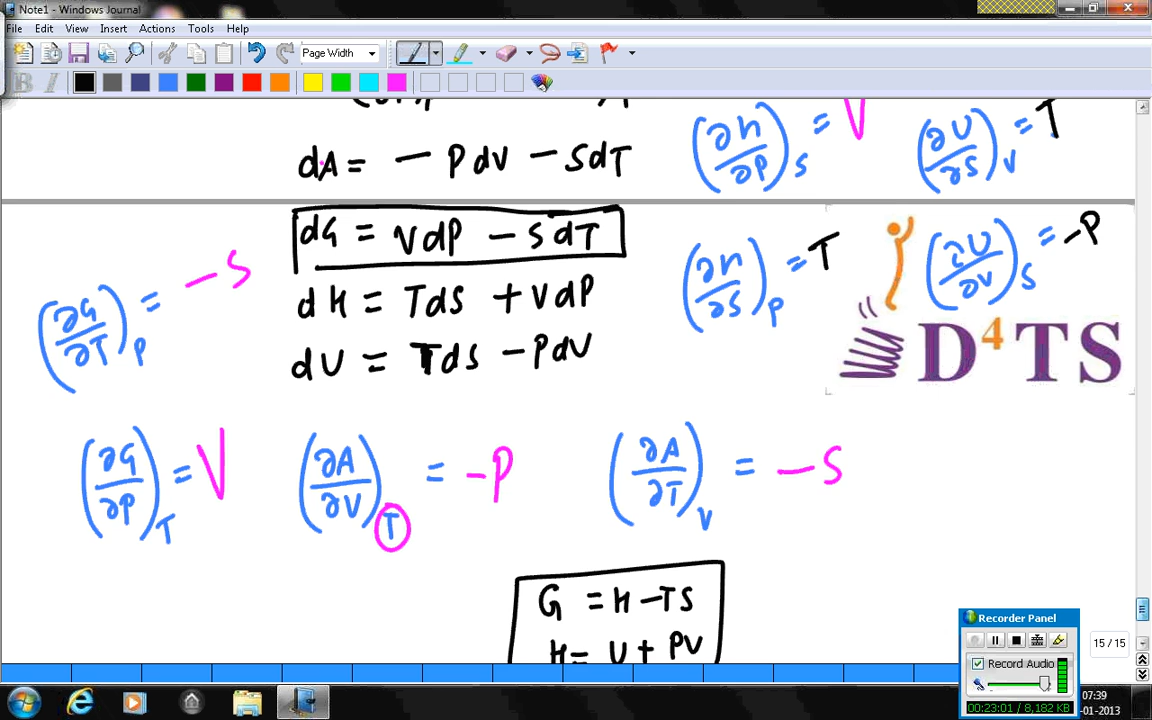 Note1 - Windows Journal
File Edit View Insert Actions Tools Help
Page Width
B I
dA = - PdV - SdT
(∂H/∂P)S = V
(∂U/∂S)V = T
dG = VdP - SdT
(∂G/∂T)P = -S
dH = TdS + VdP
(∂H/∂S)P = T
(∂U/∂V)S = -P
dU = TdS - PdV
D4TS
(∂G/∂P)T = V
(∂A/∂V)T = -P
(∂A/∂T)V = -S
G = H - TS
H = U + PV
Recorder Panel
Record Audio
00:23:01 / 8,182 KB
15 / 15
07:39
-01-2013